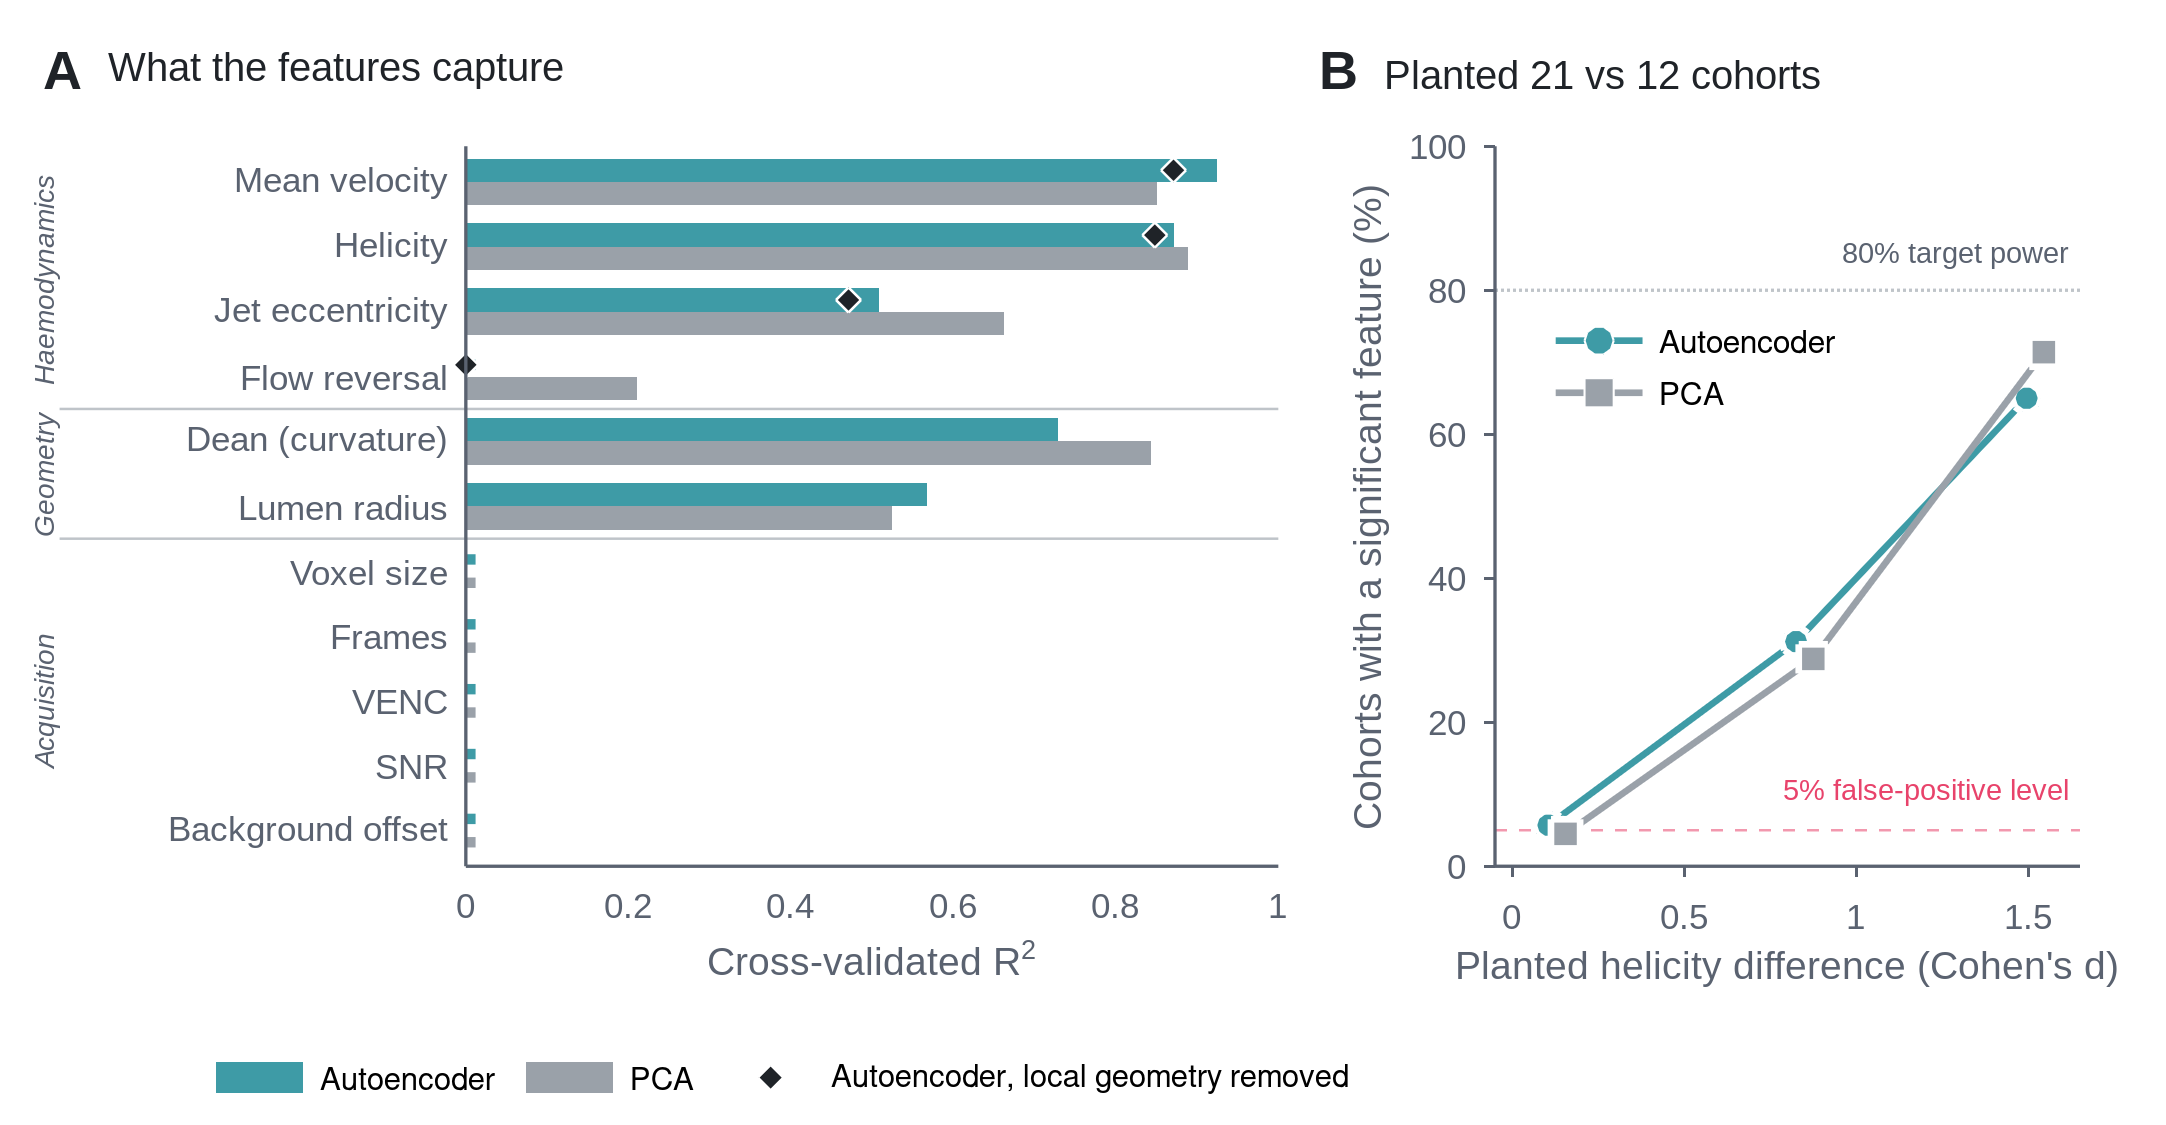 A What the features capture
Haemodynamics
Mean velocity
Helicity
Jet eccentricity
Flow reversal
Geometry
Dean (curvature)
Lumen radius
Acquisition
Voxel size
Frames
VENC
SNR
Background offset
0 0.2 0.4 0.6 0.8 1
Cross-validated R²
Autoencoder PCA Autoencoder, local geometry removed
B Planted 21 vs 12 cohorts
Cohorts with a significant feature (%)
100
80
60
40
20
0
80% target power
Autoencoder
PCA
5% false-positive level
0 0.5 1 1.5
Planted helicity difference (Cohen's d)